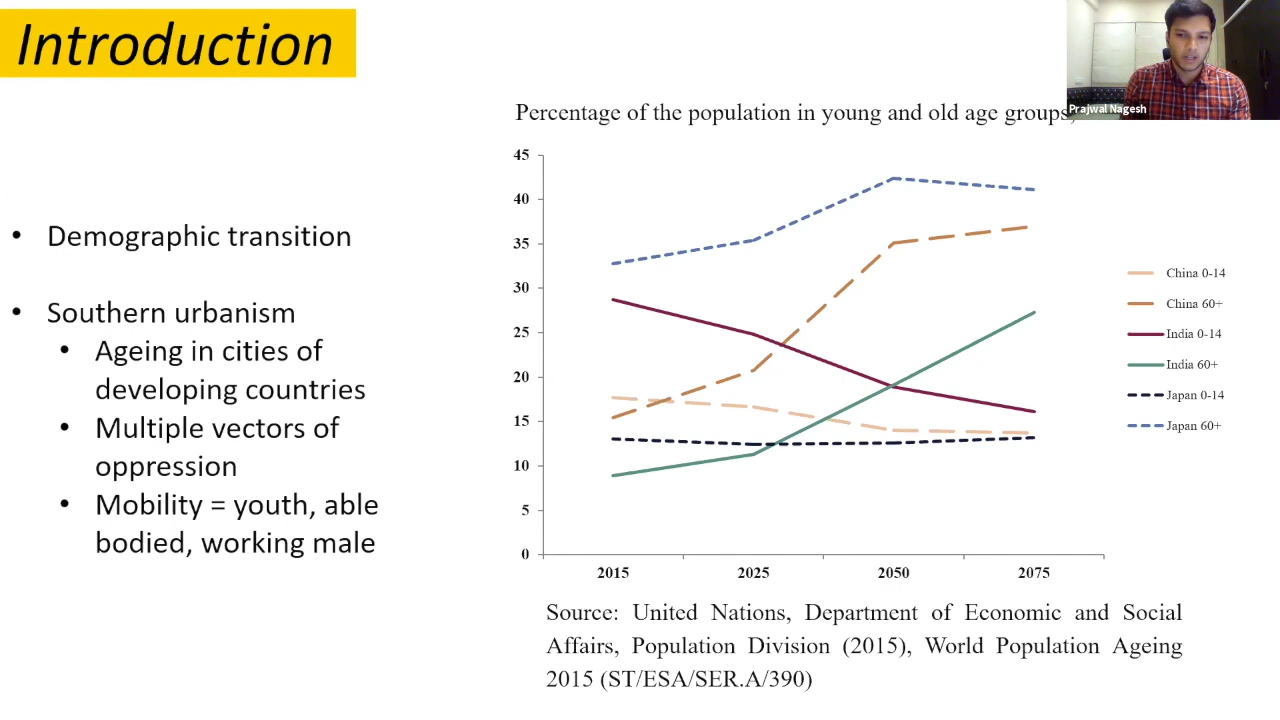 Introduction
Prajwal Nagesh
Percentage of the population in young and old age groups,
• Demographic transition
• Southern urbanism
• Ageing in cities of
developing countries
• Multiple vectors of
oppression
• Mobility = youth, able
bodied, working male
45
40
35
30
25
20
15
10
5
0
2015 2025 2050 2075
China 0-14
China 60+
India 0-14
India 60+
Japan 0-14
Japan 60+
Source: United Nations, Department of Economic and Social
Affairs, Population Division (2015), World Population Ageing
2015 (ST/ESA/SER.A/390)